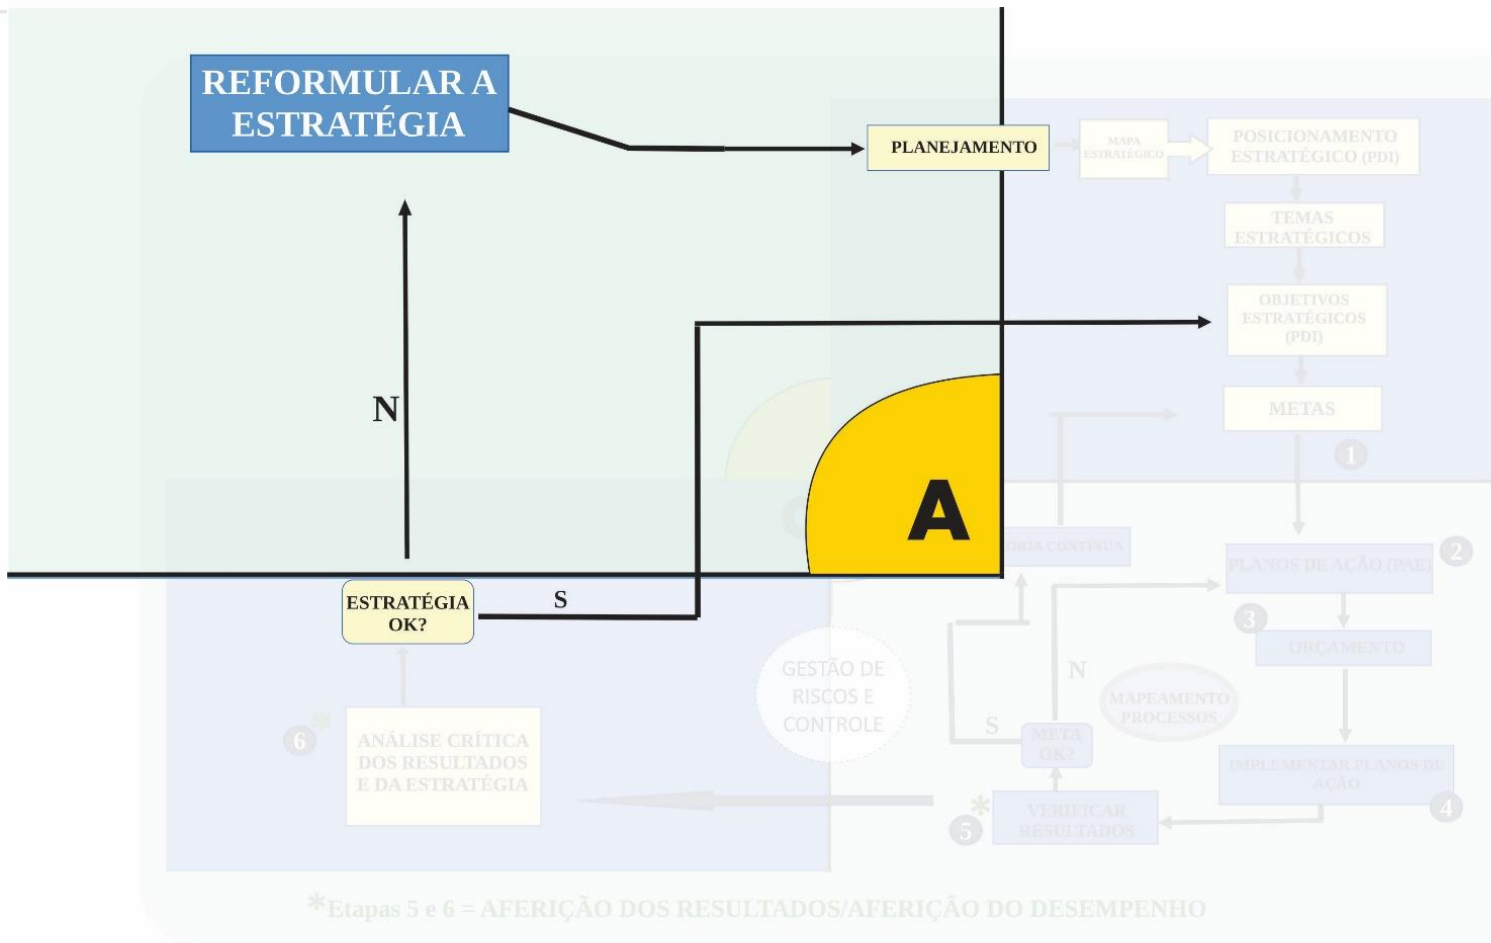 REFORMULAR A
ESTRATÉGIA
PLANEJAMENTO
MAPA
ESTRATÉGICO
POSICIONAMENTO
ESTRATÉGICO (PDI)
TEMAS
ESTRATÉGICOS
OBJETIVOS
ESTRATÉGICOS
(PDI)
METAS
1
N
A
ESTRATÉGIA
OK?
S
ORIA CONTÍNUA
PLANOS DE AÇÃO (PAE)
2
3
ORÇAMENTO
GESTÃO DE
RISCOS E
CONTROLE
N
MAPEAMENTO
PROCESSOS
S
META
OK?
6
*
ANÁLISE CRÍTICA
DOS RESULTADOS
E DA ESTRATÉGIA
IMPLEMENTAR PLANOS DE
AÇÃO
4
*
5
VERIFICAR
RESULTADOS
*Etapas 5 e 6 = AFERIÇÃO DOS RESULTADOS/AFERIÇÃO DO DESEMPENHO